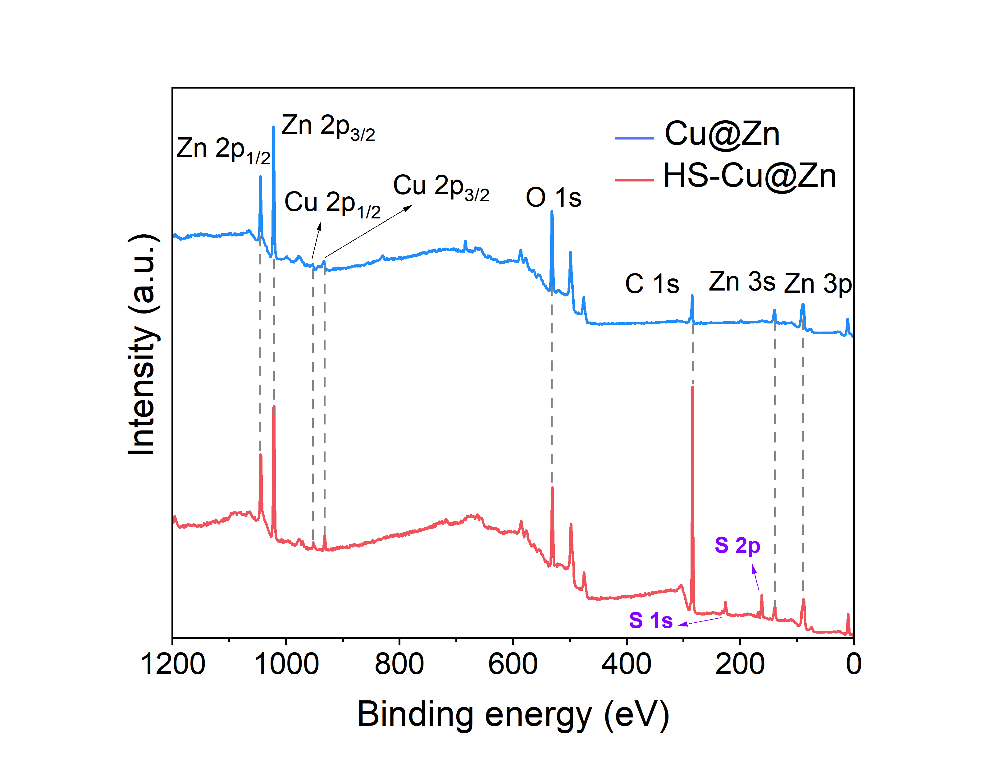 Cu@Zn
HS-Cu@Zn
Zn 2p1/2
Zn 2p3/2
Cu 2p1/2
Cu 2p3/2
O 1s
C 1s
Zn 3s
Zn 3p
S 2p
S 1s
Intensity (a.u.)
1200 1000 800 600 400 200 0
Binding energy (eV)